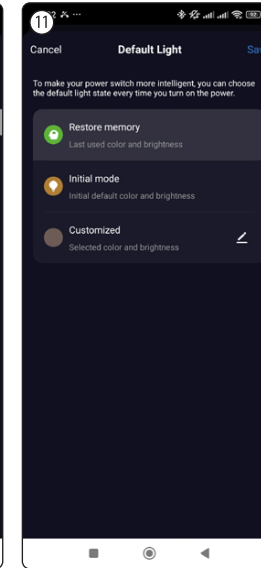 11
Cancel
Default Light
To make your power switch more intelligent, you can choose
the default light state every time you turn on the power.
Restore memory
Last used color and brightness
Initial mode
Initial default color and brightness
Customized
Selected color and brightness